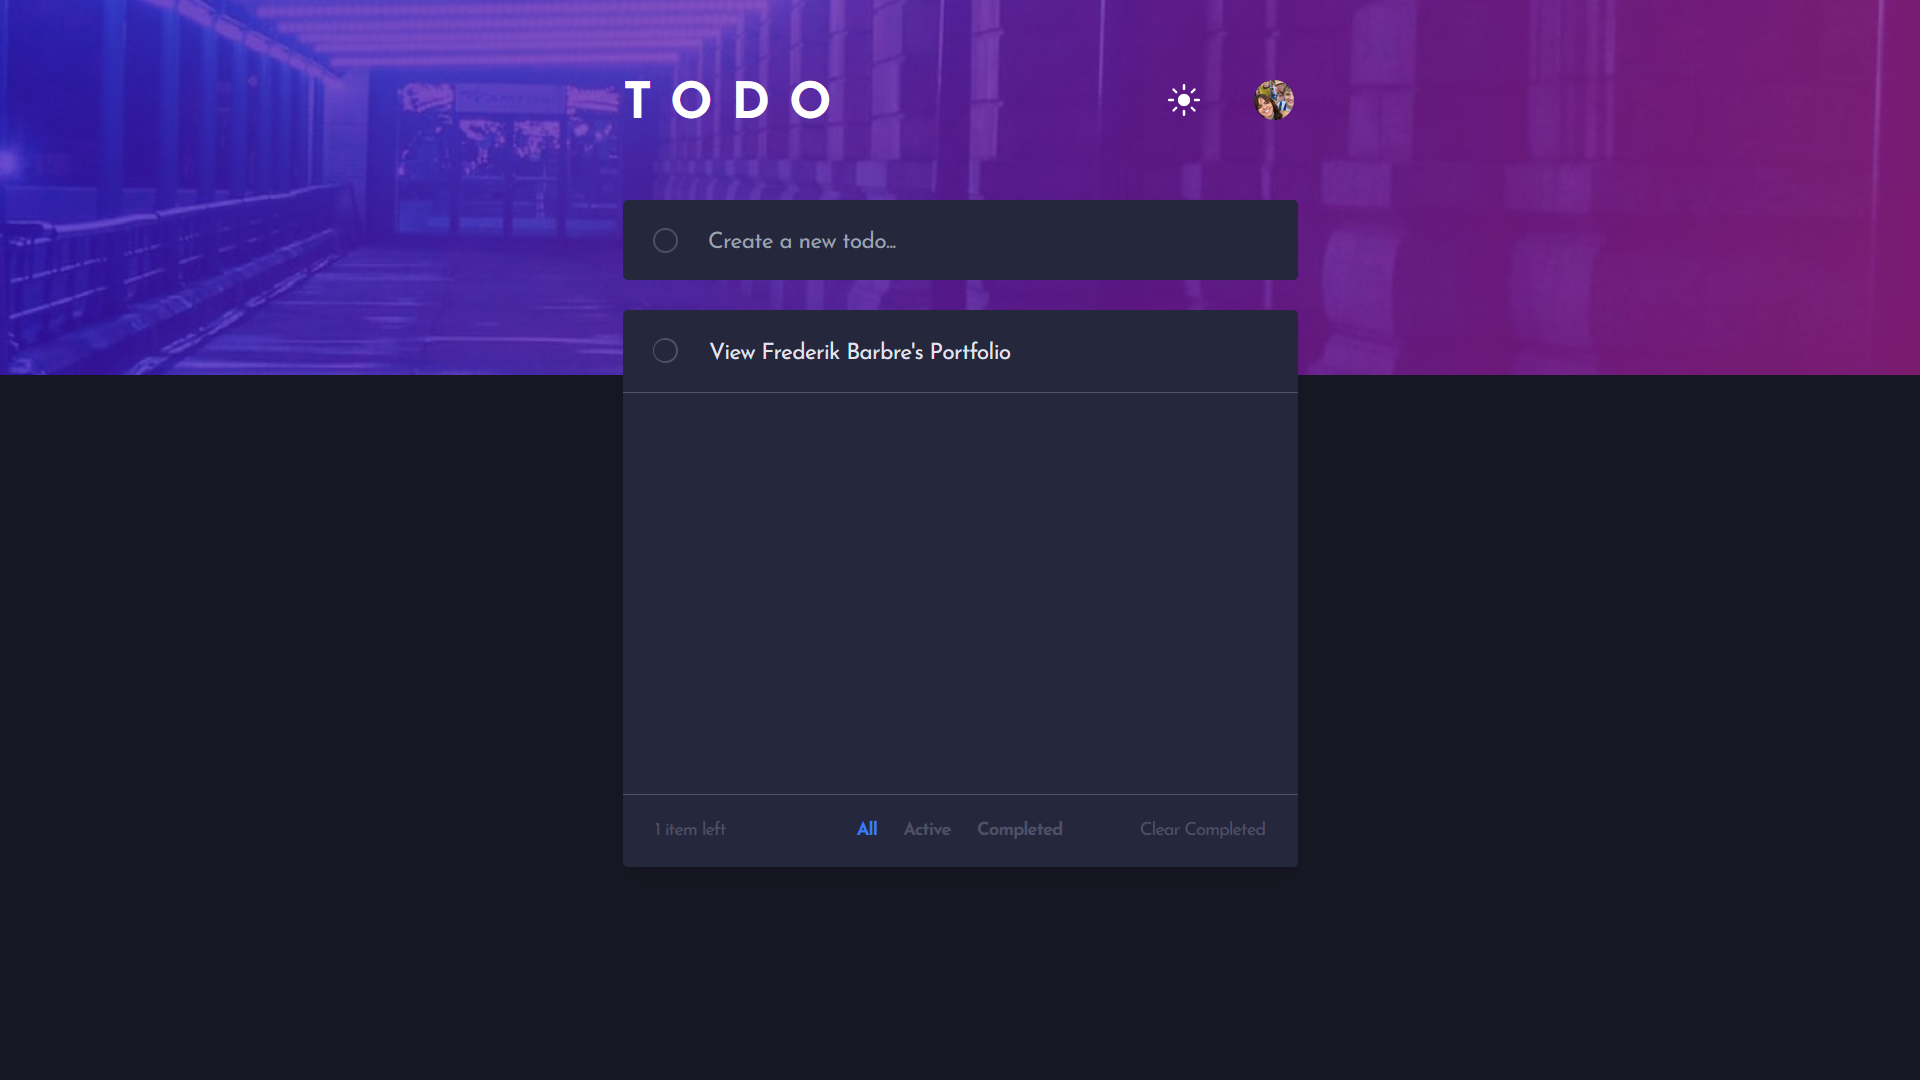 TODO
Create a new todo...
View Frederik Barbre's Portfolio
1 item left
All Active Completed
Clear Completed